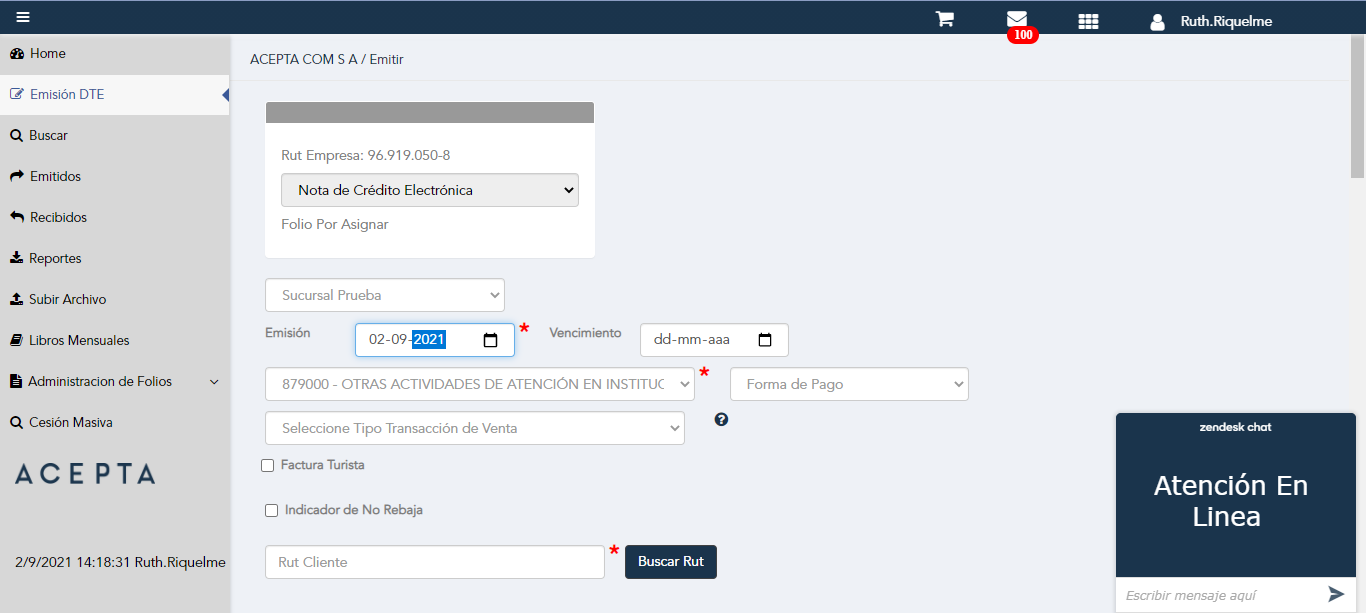 100
Ruth.Riquelme
Home
Emisión DTE
Buscar
Emitidos
Recibidos
Reportes
Subir Archivo
Libros Mensuales
Administracion de Folios
Cesión Masiva
ACEPTA
2/9/2021 14:18:31 Ruth.Riquelme
ACEPTA COM S A / Emitir
Rut Empresa: 96.919.050-8
Nota de Crédito Electrónica
Folio Por Asignar
Sucursal Prueba
Emisión 02-09-2021 * Vencimiento dd-mm-aaa
879000 - OTRAS ACTIVIDADES DE ATENCIÓN EN INSTITUC * Forma de Pago
Seleccione Tipo Transacción de Venta ?
Factura Turista
Indicador de No Rebaja
Rut Cliente * Buscar Rut
zendesk chat
Atención En
Linea
Escribir mensaje aquí